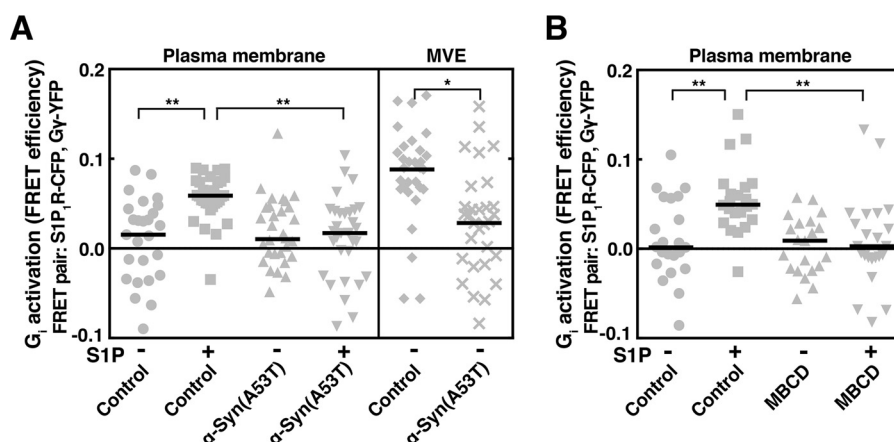 A
Plasma membrane
MVE
Gi activation (FRET efficiency)
FRET pair: S1P1R-CFP, Gγ-YFP
0.2
0.1
0.0
-0.1
**
**
*
S1P - + - + - -
Control
Control
g-Syn(A53T)
g-Syn(A53T)
Control
g-Syn(A53T)
B
Plasma membrane
Gi activation (FRET efficiency)
FRET pair: S1P1R-CFP, Gγ-YFP
0.2
0.1
0.0
-0.1
**
**
S1P - + - +
Control
Control
MBCD
MBCD